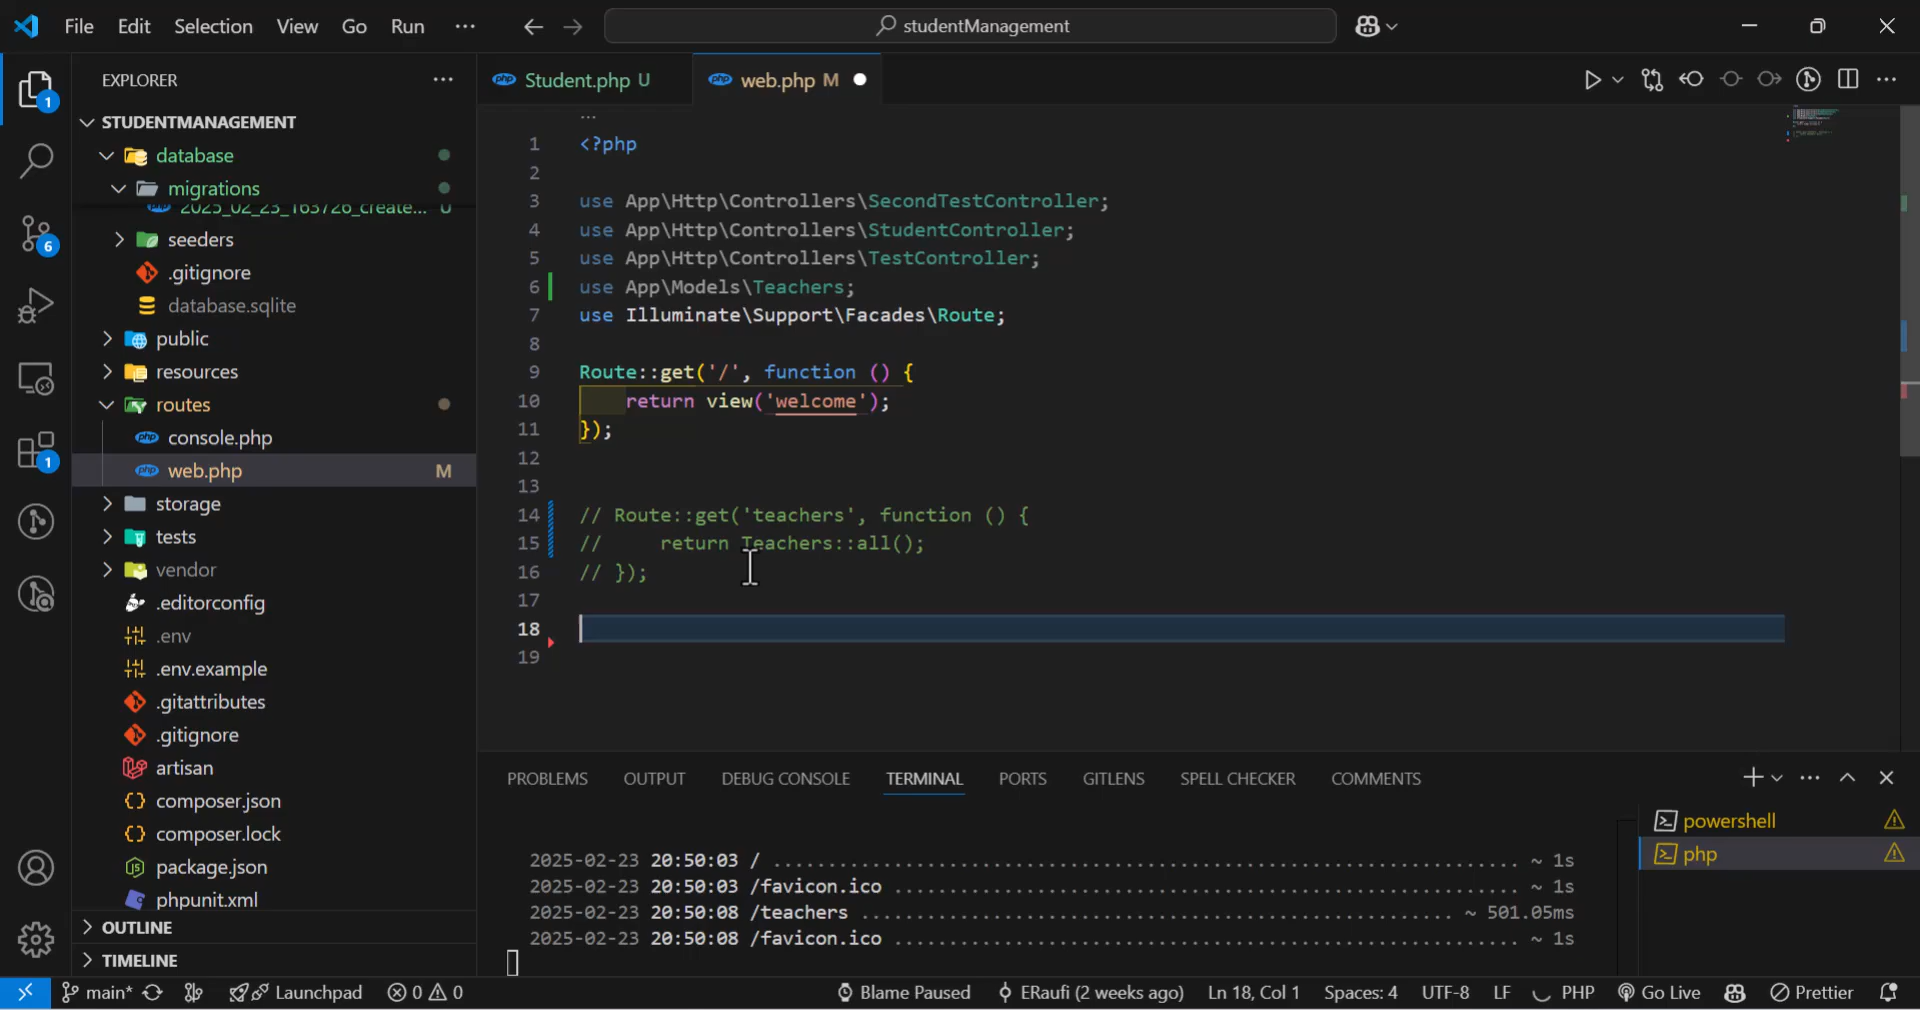 File Edit Selection View Go Run ··· studentManagement
EXPLORER ···
STUDENTMANAGEMENT
database
migrations
2025_02_23_163726_create... U
seeders
.gitignore
database.sqlite
public
resources
routes
console.php
web.php M
storage
tests
vendor
.editorconfig
.env
.env.example
.gitattributes
.gitignore
artisan
composer.json
composer.lock
package.json
phpunit.xml
OUTLINE
TIMELINE
1
6
1
Student.php U web.php M
1 <?php
2
3 use App\Http\Controllers\SecondTestController;
4 use App\Http\Controllers\StudentController;
5 use App\Http\Controllers\TestController;
6 use App\Models\Teachers;
7 use Illuminate\Support\Facades\Route;
8
9 Route::get('/', function () {
10 return view('welcome');
11 });
12
13
14 // Route::get('teachers', function () {
15 // return Teachers::all();
16 // });
17
18
19
PROBLEMS OUTPUT DEBUG CONSOLE TERMINAL PORTS GITLENS SPELL CHECKER COMMENTS
2025-02-23 20:50:03 / ................................................................ ~ 1s
2025-02-23 20:50:03 /favicon.ico ...................................................... ~ 1s
2025-02-23 20:50:08 /teachers ................................................... ~ 501.05ms
2025-02-23 20:50:08 /favicon.ico ...................................................... ~ 1s
powershell
php
main* Launchpad 0 0 Blame Paused ERaufi (2 weeks ago) Ln 18, Col 1 Spaces: 4 UTF-8 LF PHP Go Live Prettier